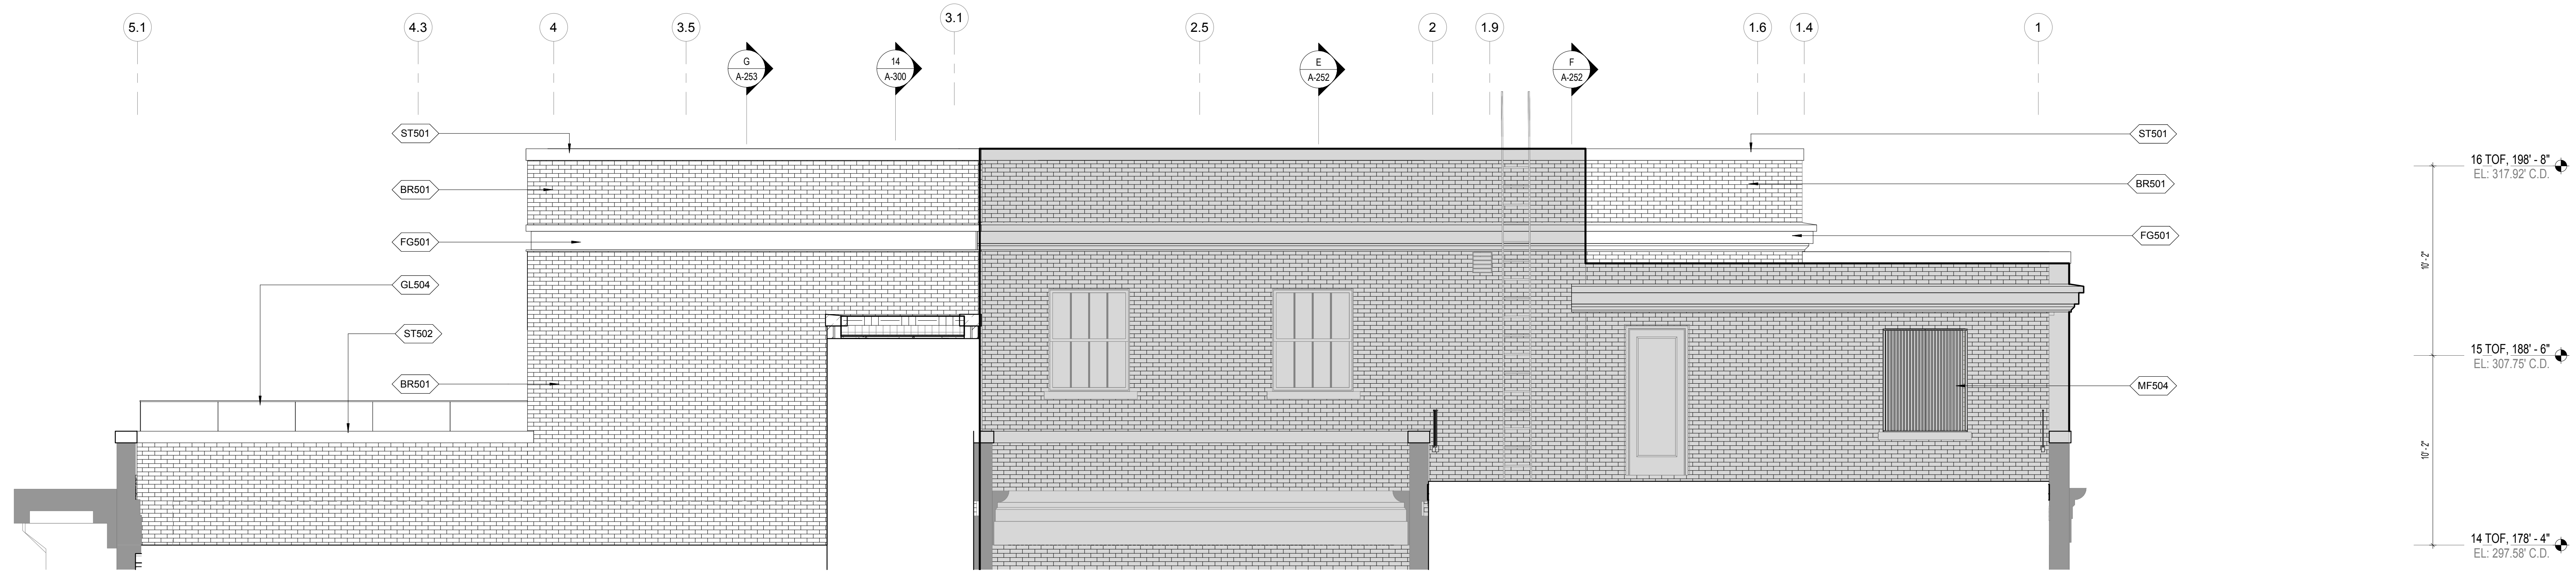 5.1
4.3
4
3.5
3.1
2.5
2
1.9
1.6
1.4
1
G
A-253
14
A-300
E
A-252
F
A-252
ST501
BR501
FG501
GL504
ST502
BR501
ST501
BR501
FG501
MF504
16 TOF, 198' - 8"
EL: 317.92' C.D.
10' - 2"
15 TOF, 188' - 6"
EL: 307.75' C.D.
10' - 2"
14 TOF, 178' - 4"
EL: 297.58' C.D.